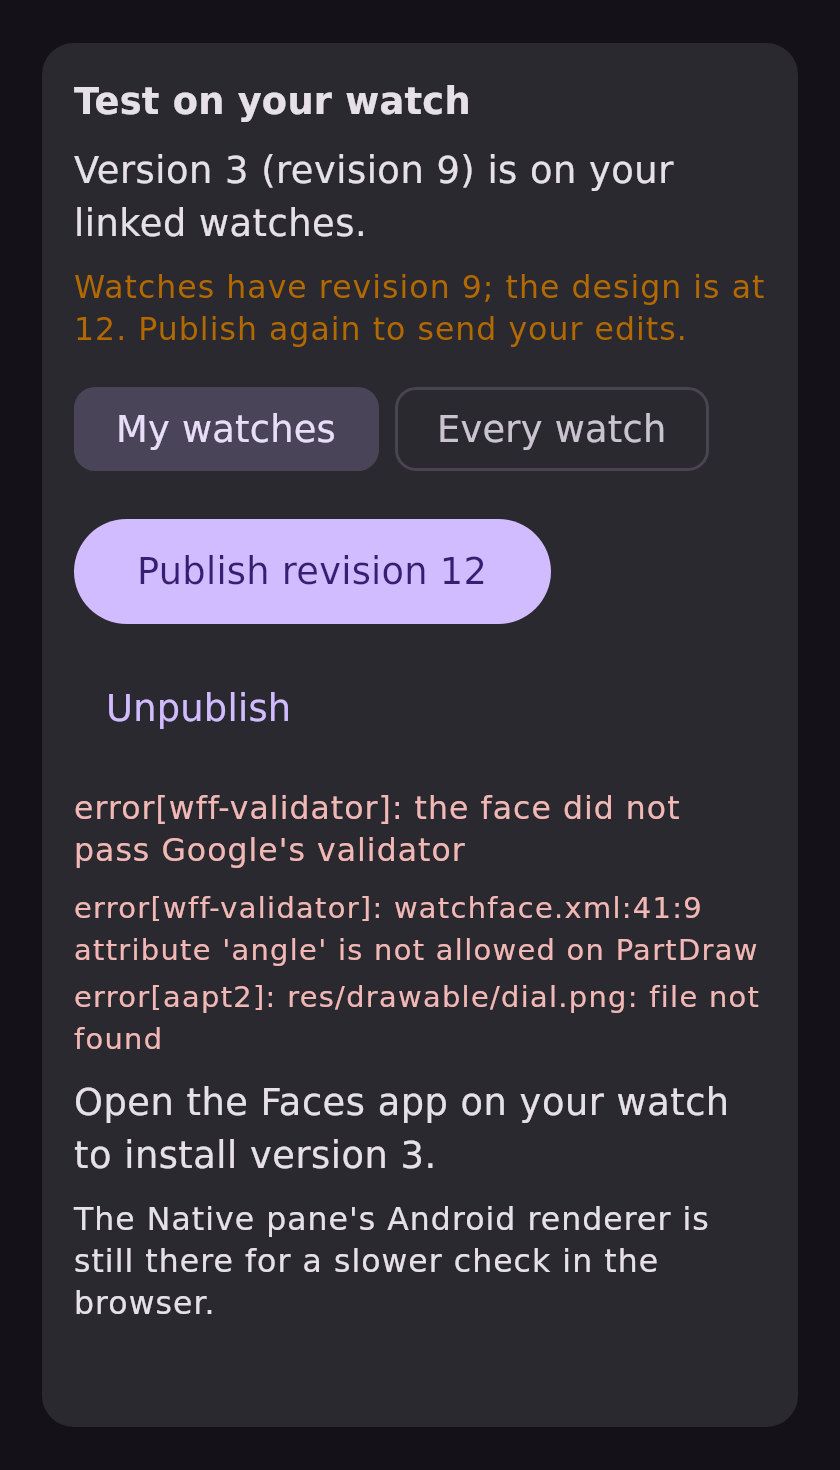 Test on your watch
Version 3 (revision 9) is on your
linked watches.
Watches have revision 9; the design is at
12. Publish again to send your edits.
My watches
Every watch
Publish revision 12
Unpublish
error[wff-validator]: the face did not
pass Google's validator
error[wff-validator]: watchface.xml:41:9
attribute 'angle' is not allowed on PartDraw
error[aapt2]: res/drawable/dial.png: file not
found
Open the Faces app on your watch
to install version 3.
The Native pane's Android renderer is
still there for a slower check in the
browser.